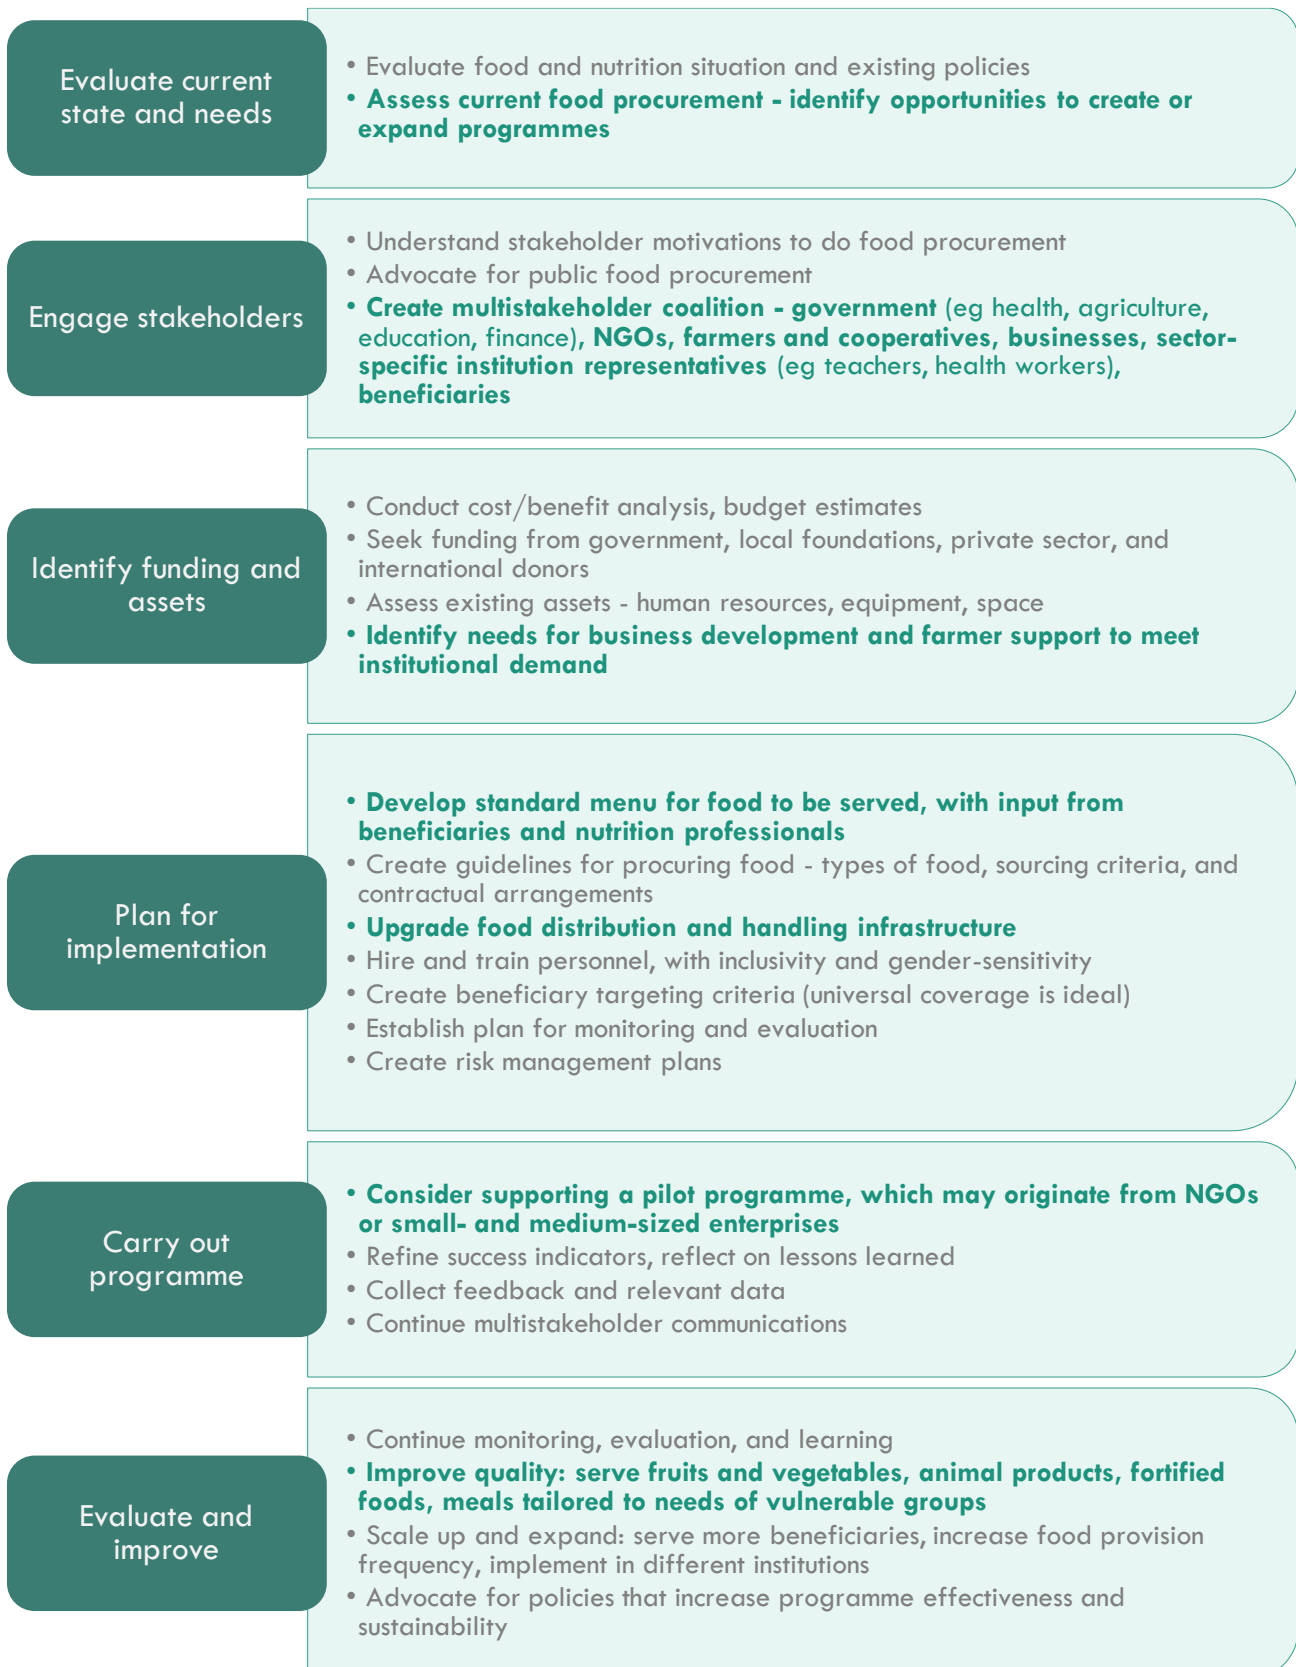 Evaluate current
state and needs
• Evaluate food and nutrition situation and existing policies
• Assess current food procurement - identify opportunities to create or
expand programmes
Engage stakeholders
• Understand stakeholder motivations to do food procurement
• Advocate for public food procurement
• Create multistakeholder coalition - government (eg health, agriculture,
education, finance), NGOs, farmers and cooperatives, businesses, sector-
specific institution representatives (eg teachers, health workers),
beneficiaries
Identify funding and
assets
• Conduct cost/benefit analysis, budget estimates
• Seek funding from government, local foundations, private sector, and
international donors
• Assess existing assets - human resources, equipment, space
• Identify needs for business development and farmer support to meet
institutional demand
Plan for
implementation
• Develop standard menu for food to be served, with input from
beneficiaries and nutrition professionals
• Create guidelines for procuring food - types of food, sourcing criteria, and
contractual arrangements
• Upgrade food distribution and handling infrastructure
• Hire and train personnel, with inclusivity and gender-sensitivity
• Create beneficiary targeting criteria (universal coverage is ideal)
• Establish plan for monitoring and evaluation
• Create risk management plans
Carry out
programme
• Consider supporting a pilot programme, which may originate from NGOs
or small- and medium-sized enterprises
• Refine success indicators, reflect on lessons learned
• Collect feedback and relevant data
• Continue multistakeholder communications
Evaluate and
improve
• Continue monitoring, evaluation, and learning
• Improve quality: serve fruits and vegetables, animal products, fortified
foods, meals tailored to needs of vulnerable groups
• Scale up and expand: serve more beneficiaries, increase food provision
frequency, implement in different institutions
• Advocate for policies that increase programme effectiveness and
sustainability